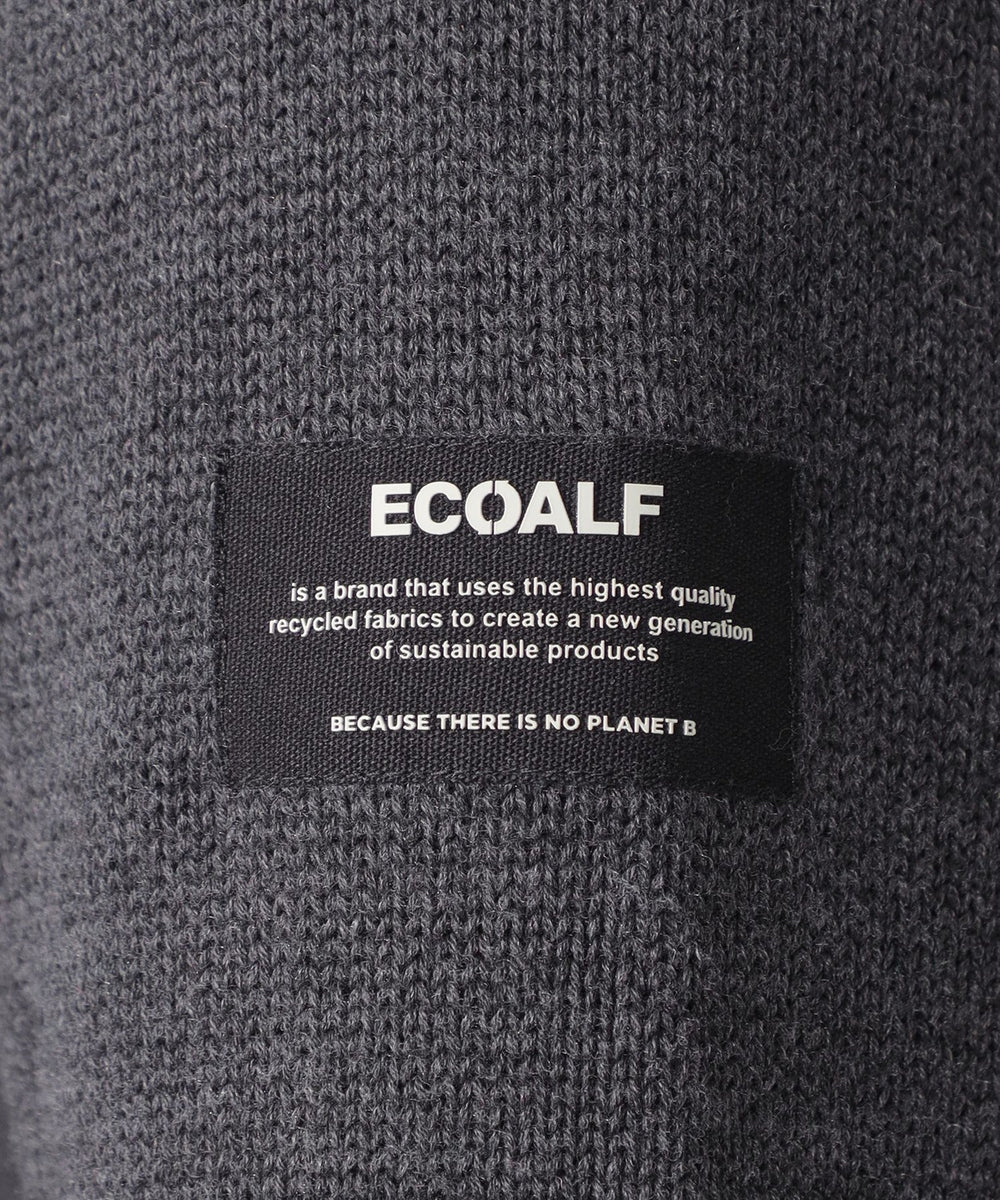 ECOALF
is a brand that uses the highest quality
recycled fabrics to create a new generation
of sustainable products
BECAUSE THERE IS NO PLANET B